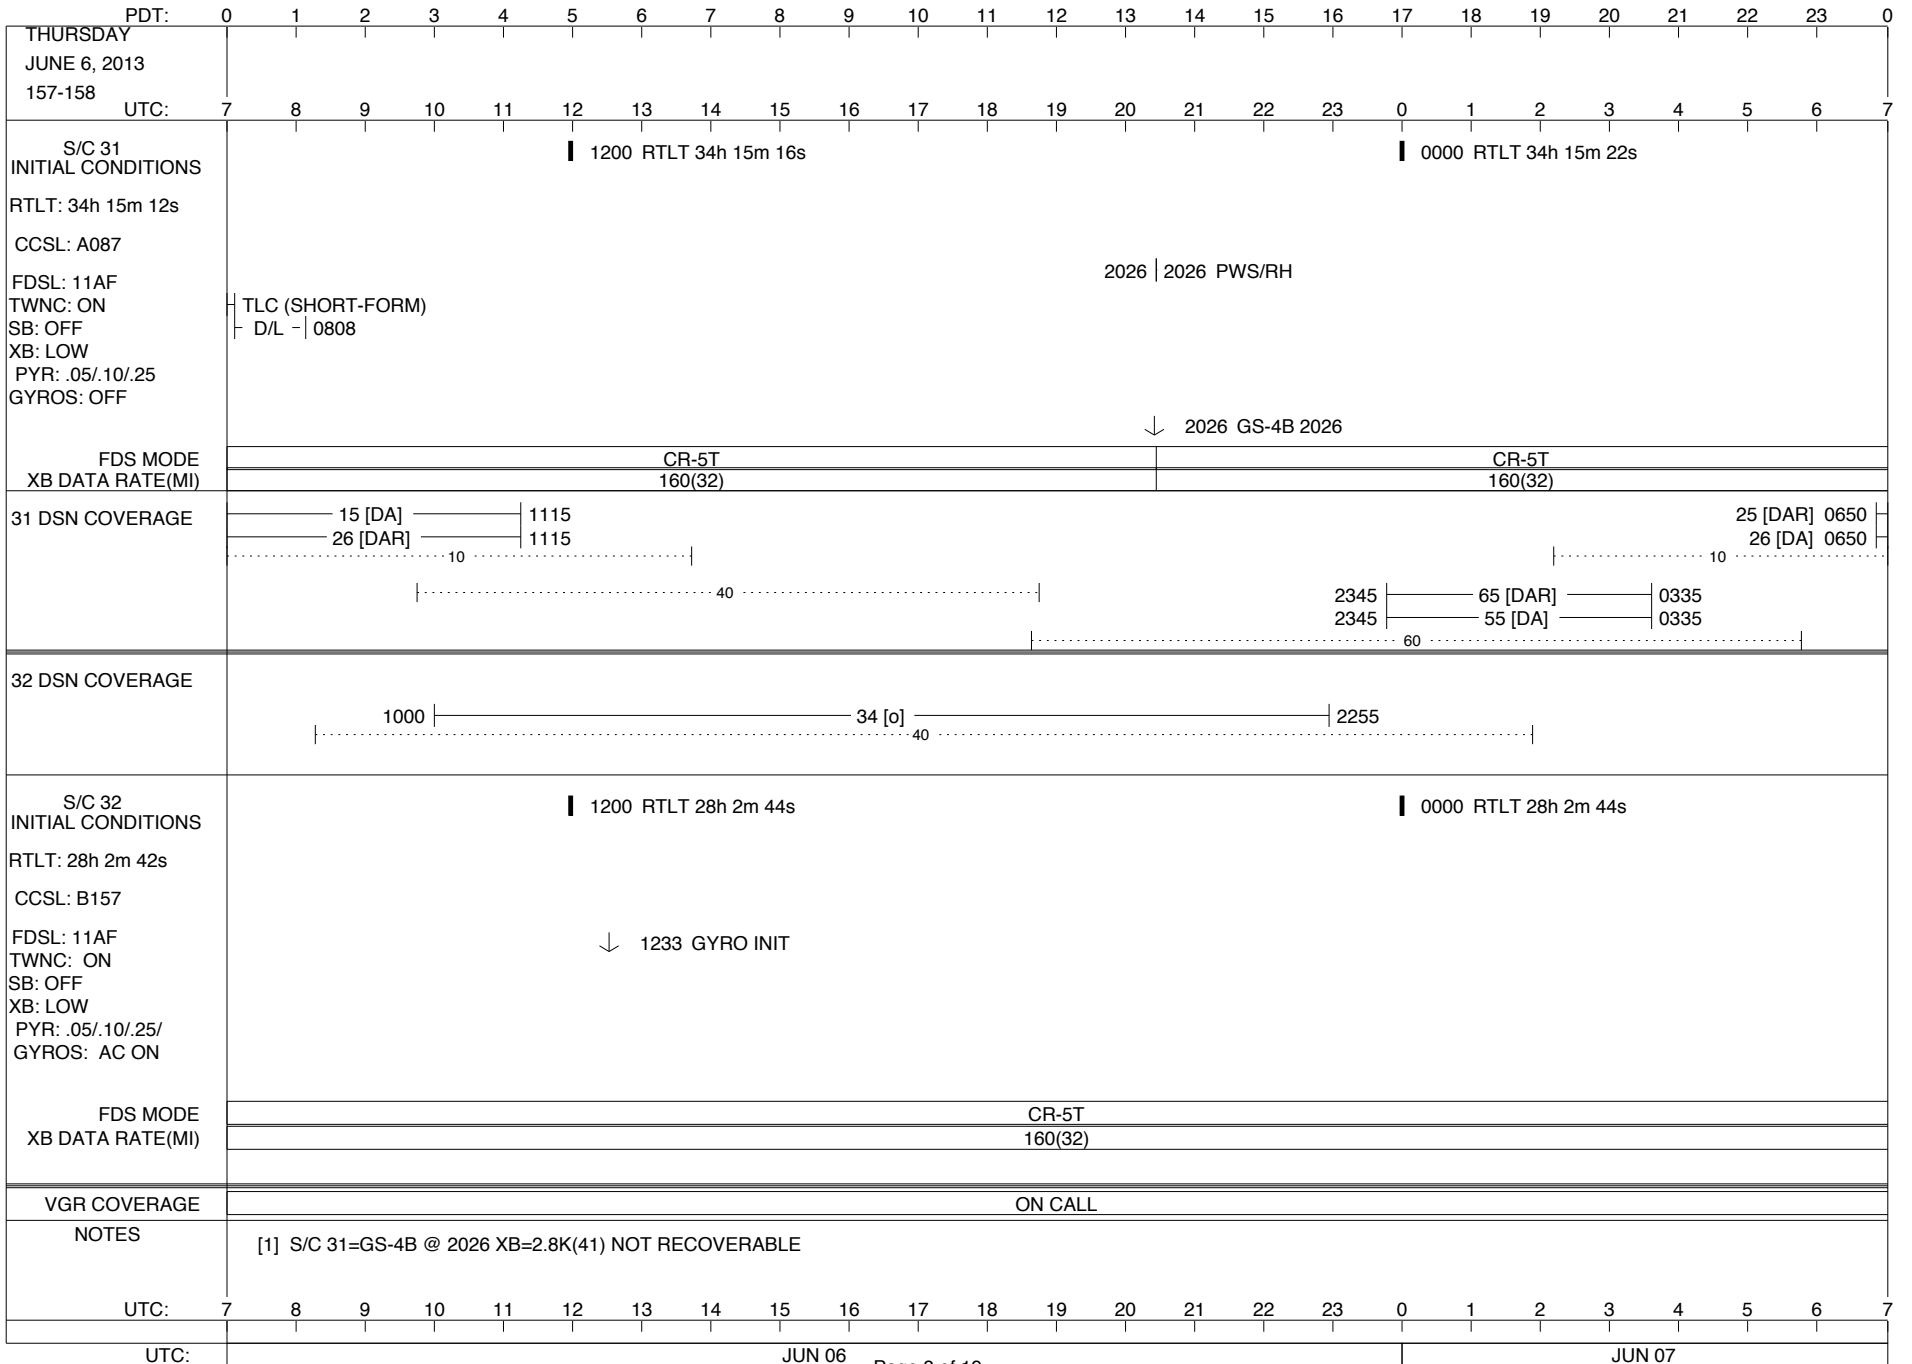 PDT: 0 1 2 3 4 5 6 7 8 9 10 11 12 13 14 15 16 17 18 19 20 21 22 23 0
THURSDAY
JUNE 6, 2013
157-158
UTC: 7 8 9 10 11 12 13 14 15 16 17 18 19 20 21 22 23 0 1 2 3 4 5 6 7
S/C 31
INITIAL CONDITIONS
1200 RTLT 34h 15m 16s
0000 RTLT 34h 15m 22s
RTLT: 34h 15m 12s
CCSL: A087
2026 2026 PWS/RH
FDSL: 11AF
TWNC: ON
TLC (SHORT-FORM)
SB: OFF
D/L 0808
XB: LOW
PYR: .05/.10/.25
GYROS: OFF
2026 GS-4B 2026
FDS MODE CR-5T CR-5T
XB DATA RATE(MI) 160(32) 160(32)
31 DSN COVERAGE
15 [DA] 1115 25 [DAR] 0650
26 [DAR] 1115 26 [DA] 0650
10 10
40
2345 65 [DAR] 0335
2345 55 [DA] 0335
60
32 DSN COVERAGE
1000 34 [o] 2255
40
S/C 32
INITIAL CONDITIONS
1200 RTLT 28h 2m 44s
0000 RTLT 28h 2m 44s
RTLT: 28h 2m 42s
CCSL: B157
FDSL: 11AF
1233 GYRO INIT
TWNC: ON
SB: OFF
XB: LOW
PYR: .05/.10/.25/
GYROS: AC ON
FDS MODE CR-5T
XB DATA RATE(MI) 160(32)
VGR COVERAGE ON CALL
NOTES
[1] S/C 31=GS-4B @ 2026 XB=2.8K(41) NOT RECOVERABLE
UTC: 7 8 9 10 11 12 13 14 15 16 17 18 19 20 21 22 23 0 1 2 3 4 5 6 7
UTC: JUN 06 JUN 07